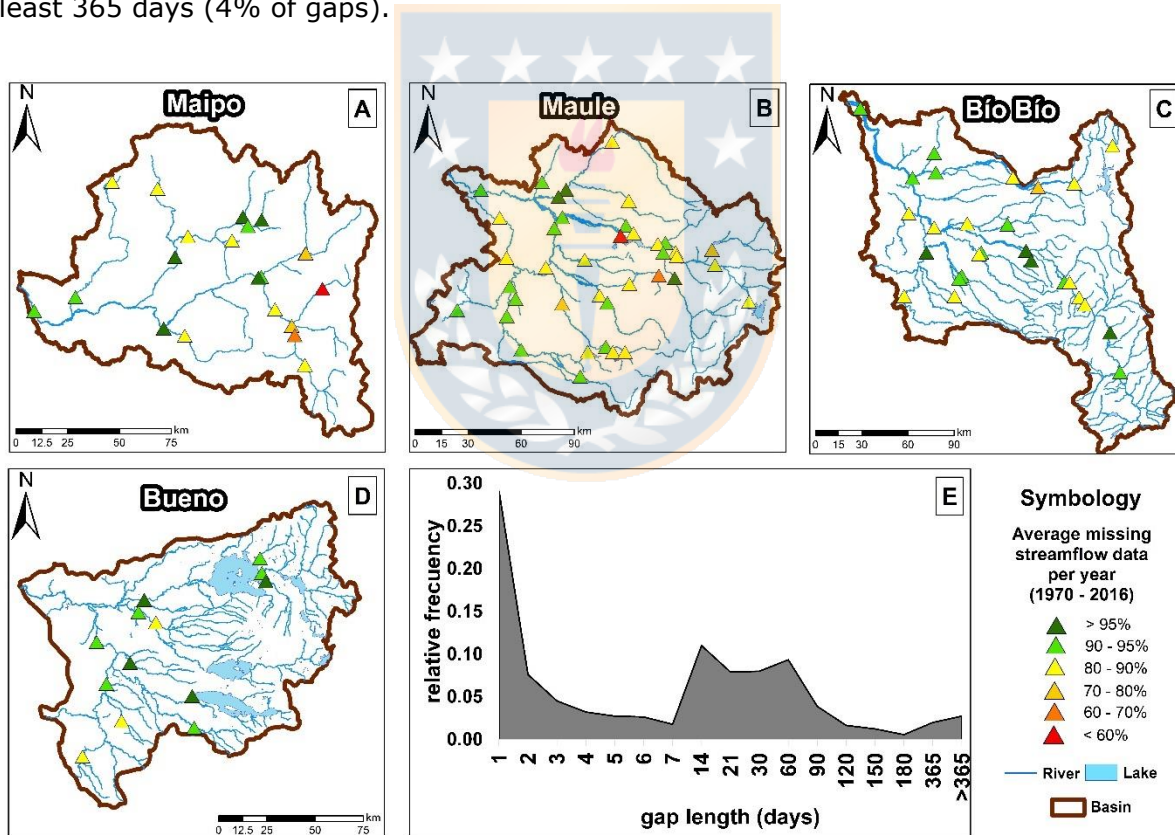 least 365 days (4% of gaps).
N
Maipo
A
0 12.5 25 50 75
km
N
Maule
B
0 15 30 60 90
km
N
Bío Bío
C
0 15 30 60 90
km
N
Bueno
D
0 12.5 25 50 75
km
E
relative frecuency
0.30
0.25
0.20
0.15
0.10
0.05
0.00
1 2 3 4 5 6 7 14 21 30 60 90 120 150 180 365 >365
gap length (days)
Symbology
Average missing
streamflow data
per year
(1970 - 2016)
> 95%
90 - 95%
80 - 90%
70 - 80%
60 - 70%
< 60%
River Lake
Basin